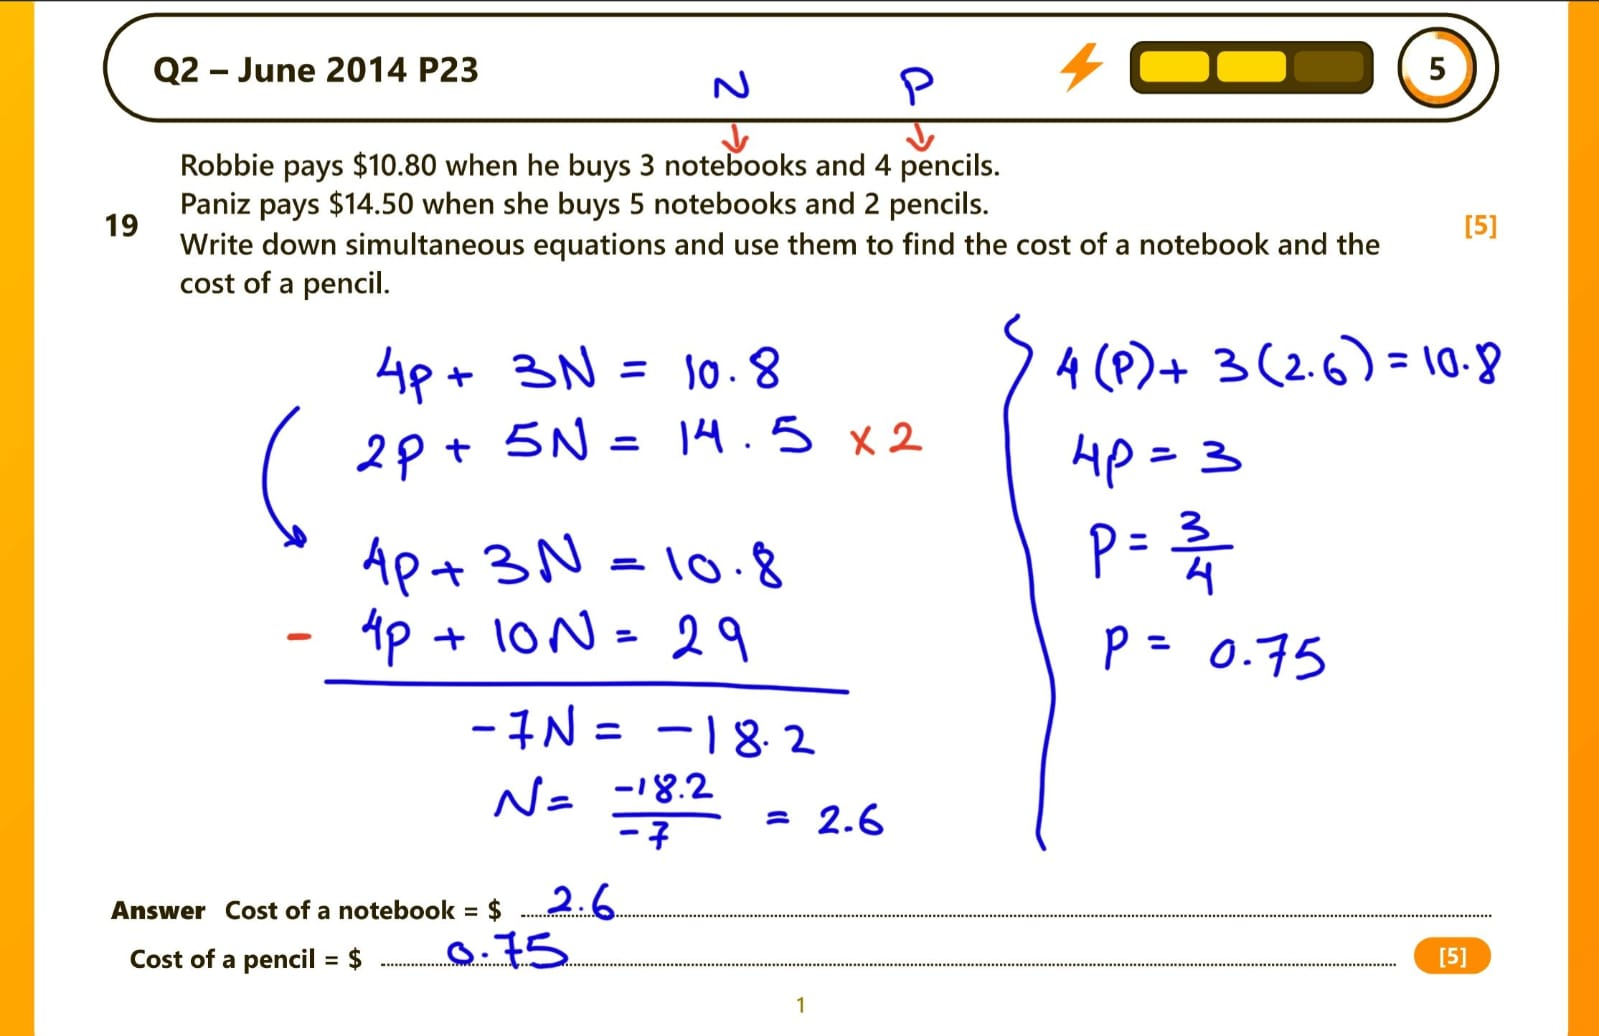 Q2 – June 2014 P23
5
N P
Robbie pays $10.80 when he buys 3 notebooks and 4 pencils.
Paniz pays $14.50 when she buys 5 notebooks and 2 pencils.
19
[5]
Write down simultaneous equations and use them to find the cost of a notebook and the
cost of a pencil.
4p + 3N = 10.8
2p + 5N = 14.5 × 2
4p + 3N = 10.8
- 4p + 10N = 29
-7N = -18.2
N = -18.2/-7 = 2.6
4(P) + 3(2.6) = 10.8
4p = 3
P = 3/4
P = 0.75
Answer Cost of a notebook = $ 2.6
Cost of a pencil = $ 0.75
[5]
1